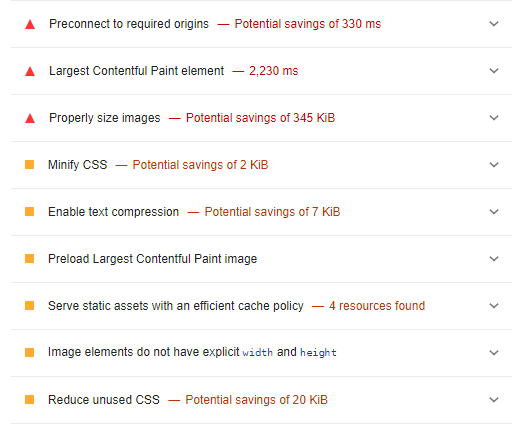 Preconnect to required origins — Potential savings of 330 ms
Largest Contentful Paint element — 2,230 ms
Properly size images — Potential savings of 345 KiB
Minify CSS — Potential savings of 2 KiB
Enable text compression — Potential savings of 7 KiB
Preload Largest Contentful Paint image
Serve static assets with an efficient cache policy — 4 resources found
Image elements do not have explicit width and height
Reduce unused CSS — Potential savings of 20 KiB